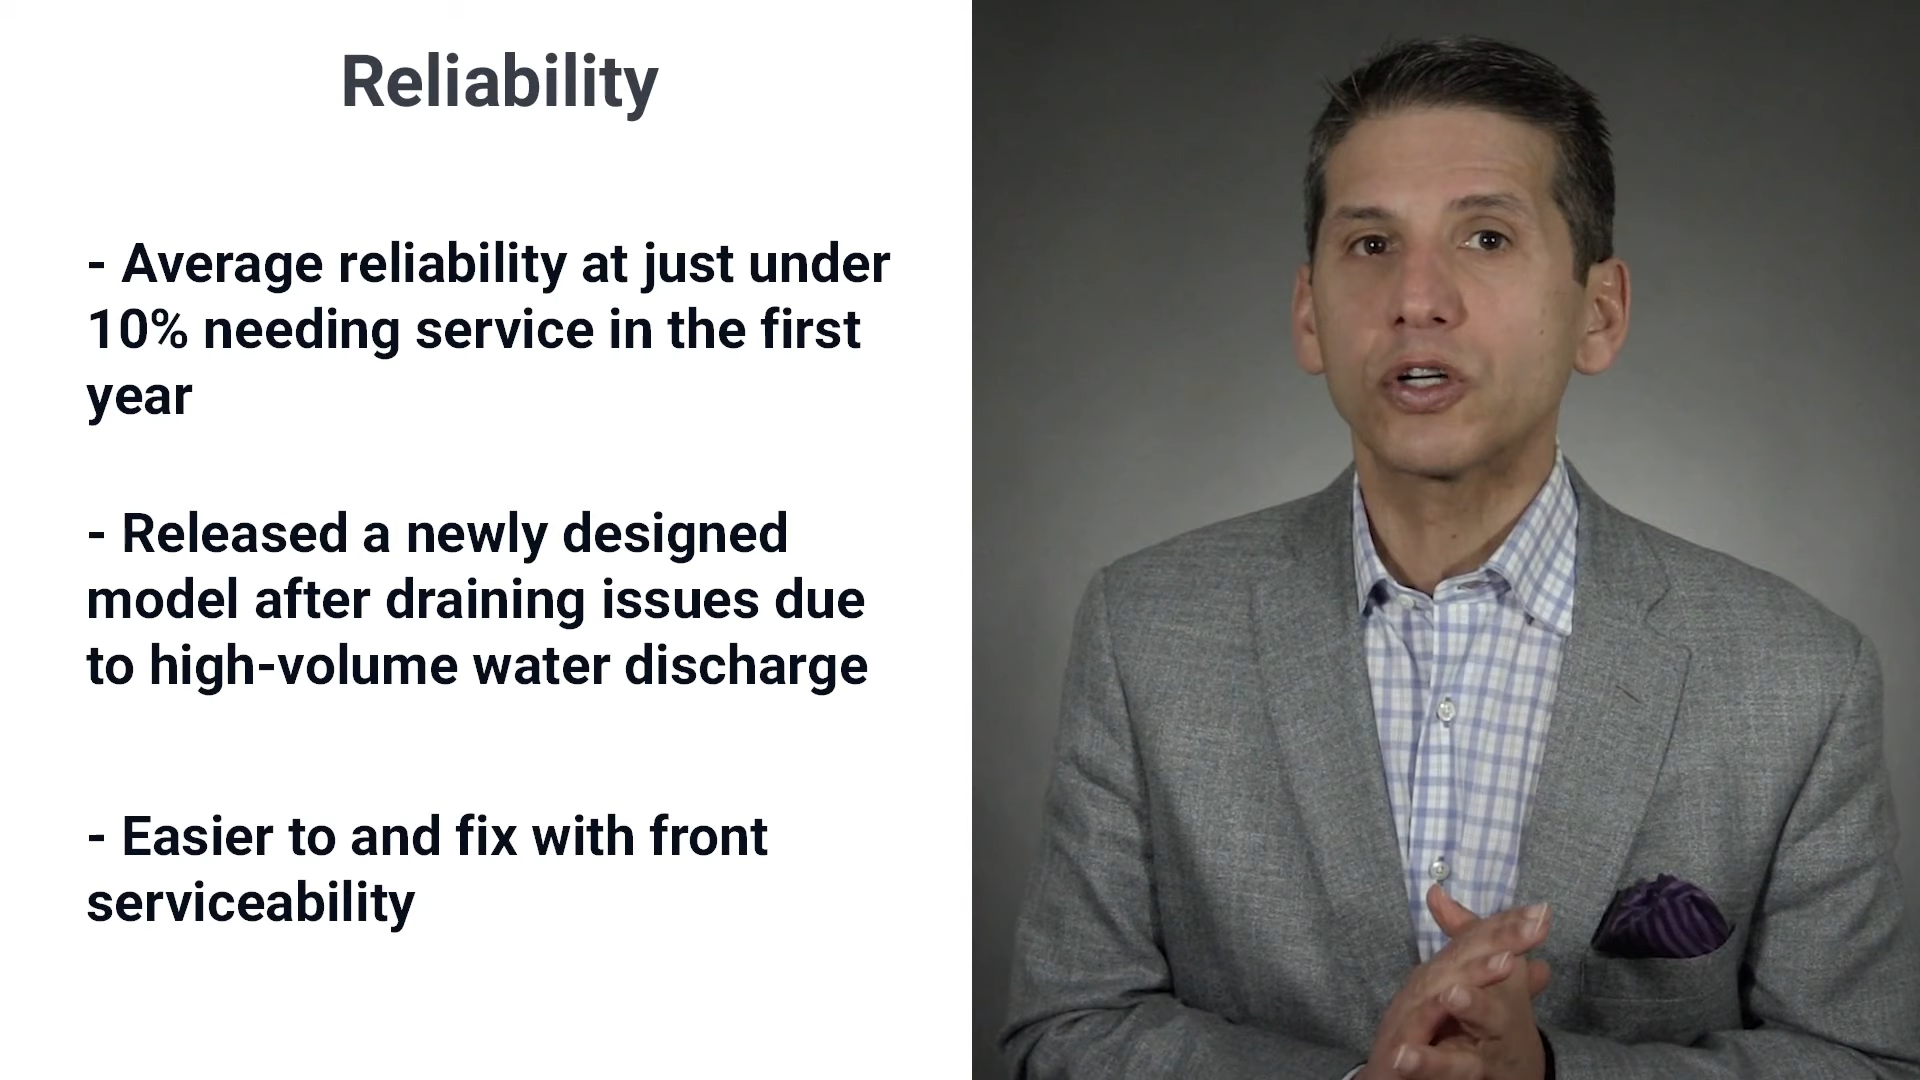 Reliability
- Average reliability at just under
10% needing service in the first
year
- Released a newly designed
model after draining issues due
to high-volume water discharge
- Easier to and fix with front
serviceability